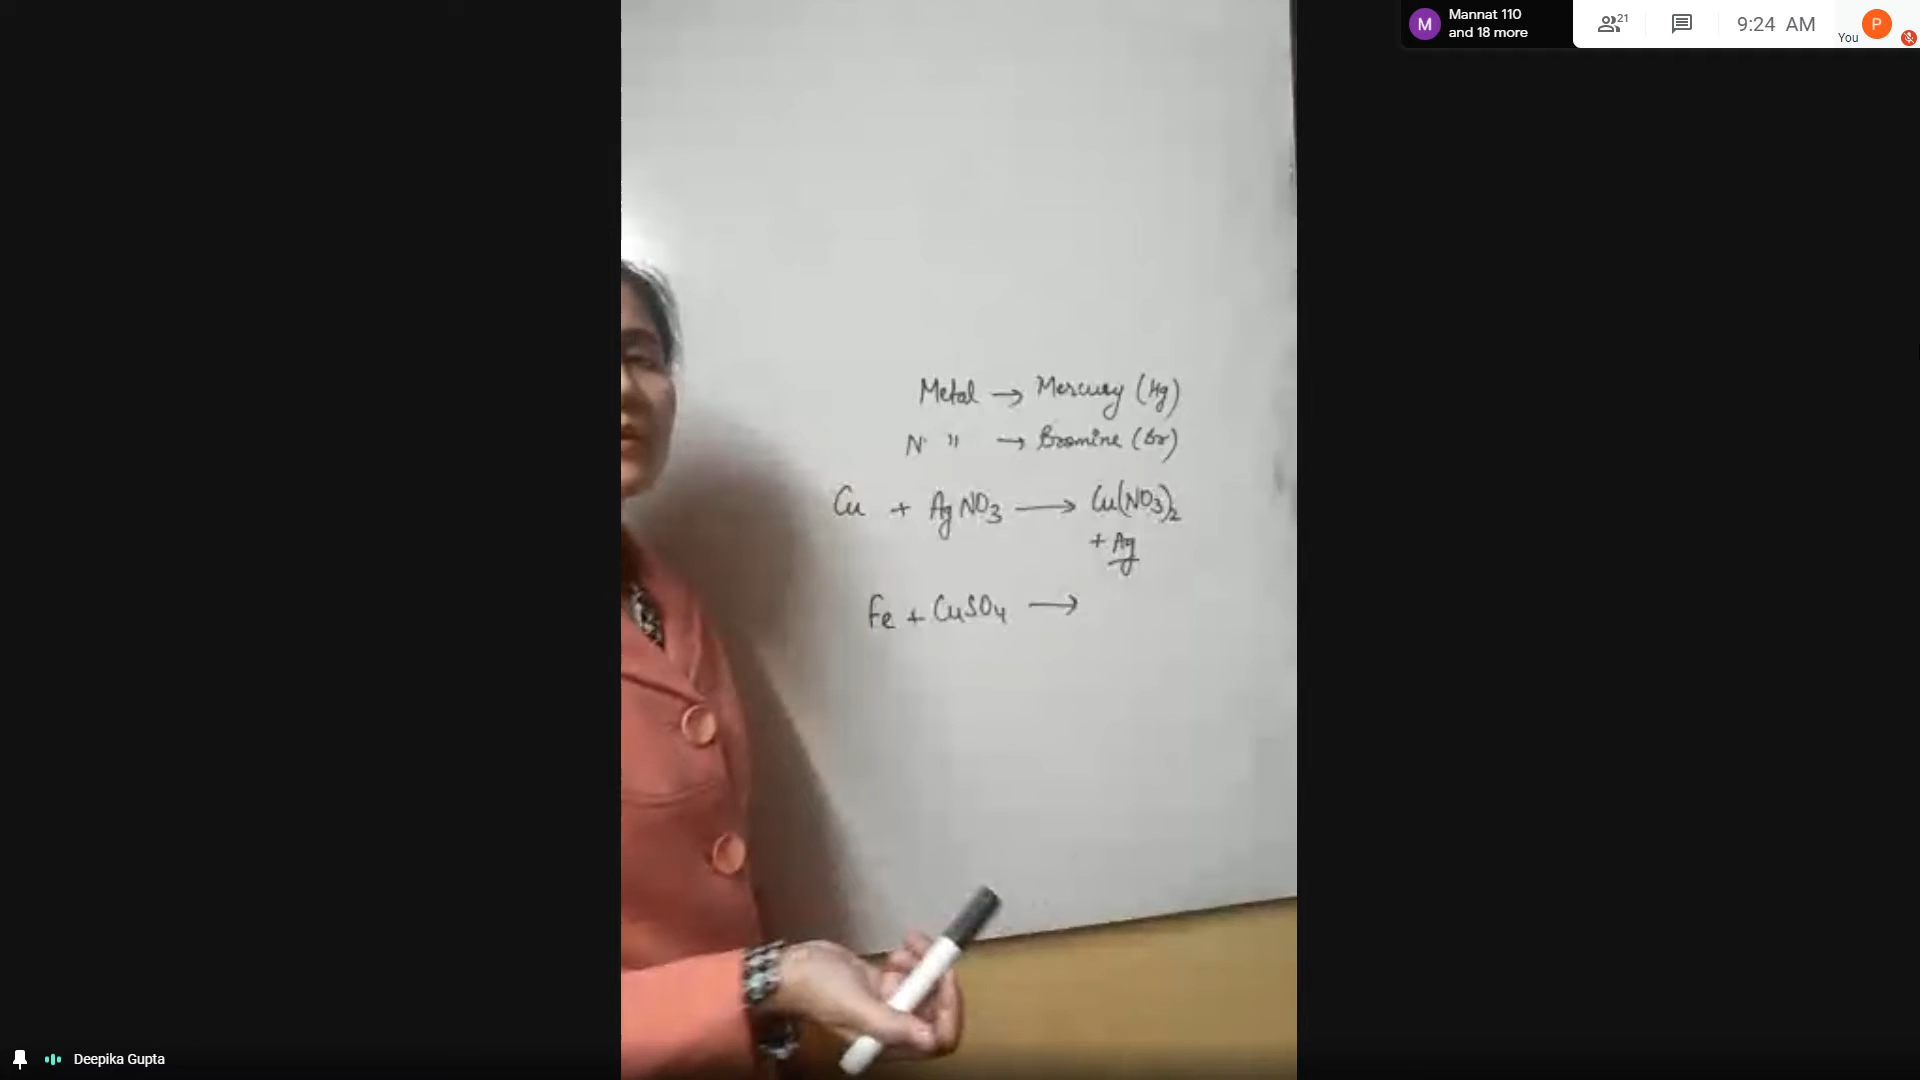 Mannat 110
and 18 more
21
9:24 AM
You
M
P
Metal → Mercury (Hg)
N " → Bromine (Br)
Cu + AgNO3 → Cu(NO3)2
+ Ag
Fe + CuSO4 →
Deepika Gupta